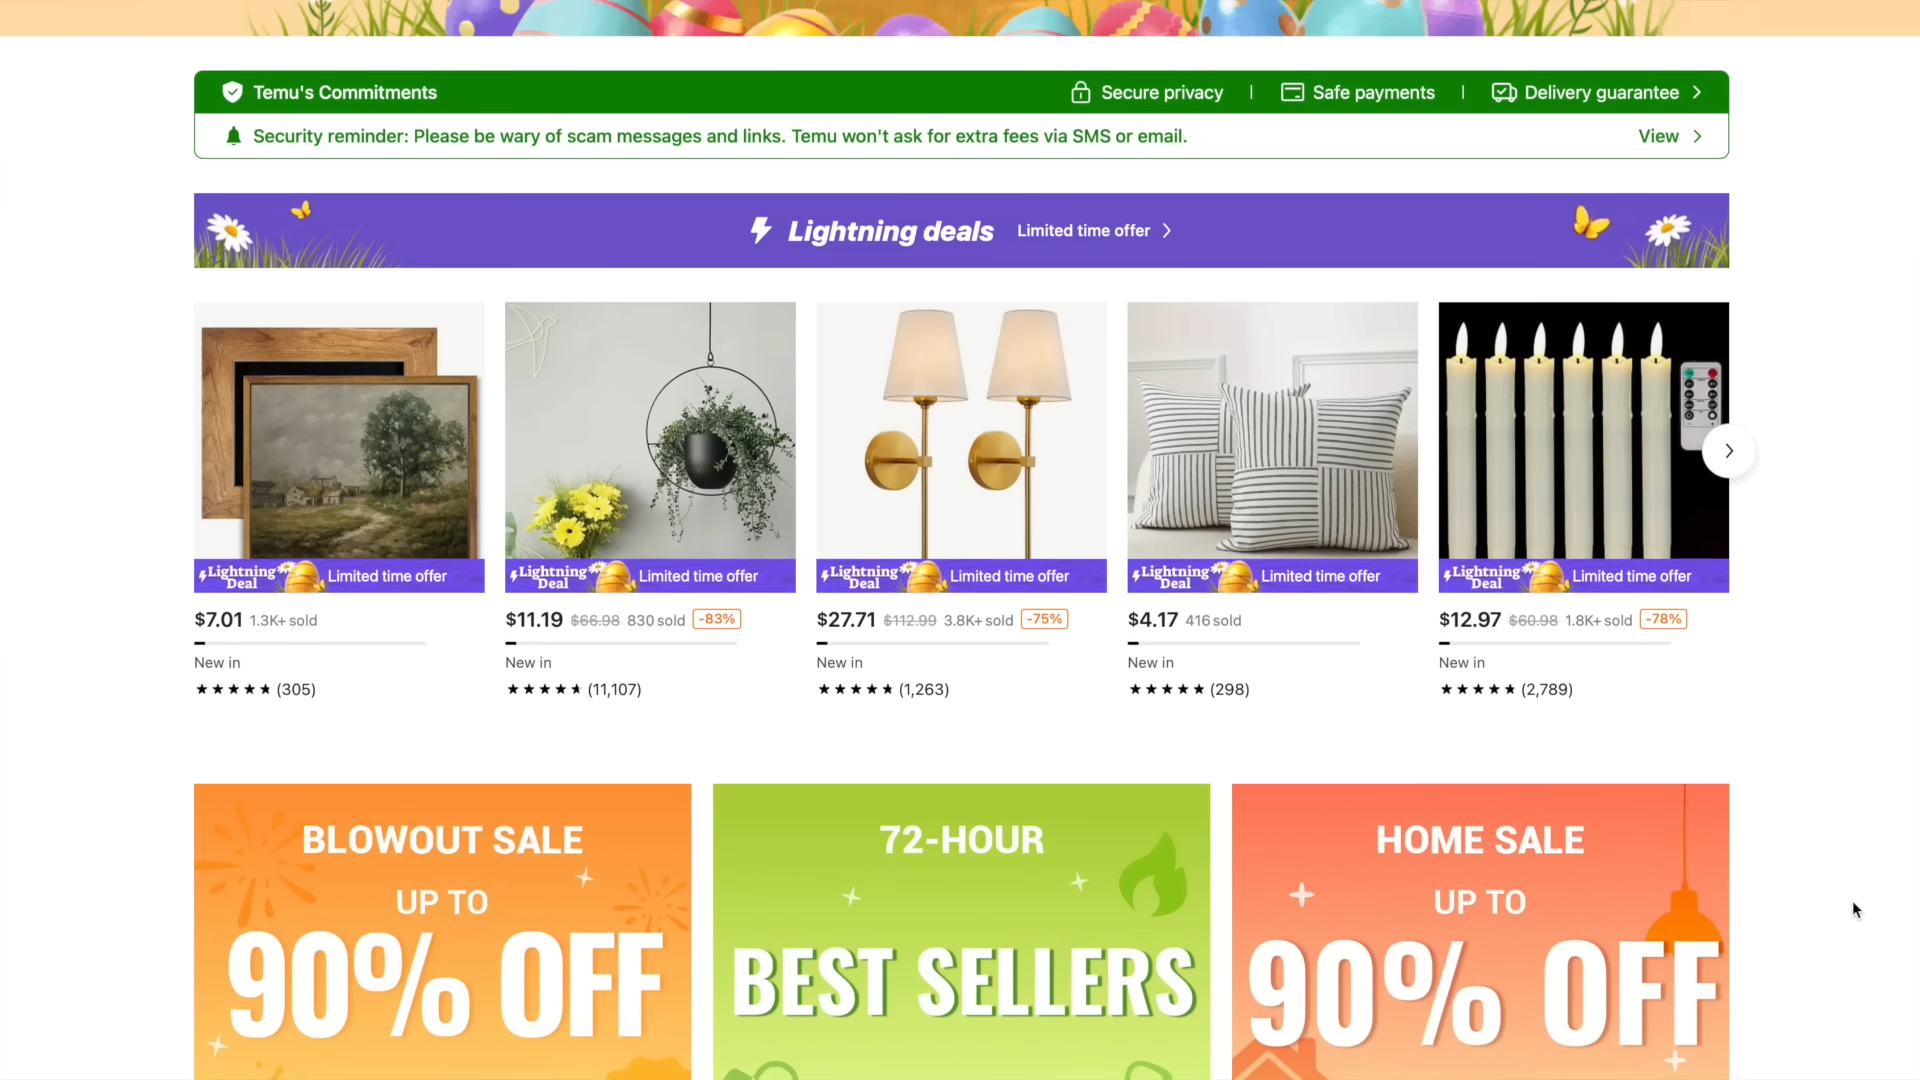 Temu's Commitments
Secure privacy | Safe payments | Delivery guarantee
Security reminder: Please be wary of scam messages and links. Temu won't ask for extra fees via SMS or email.
View
Lightning deals Limited time offer
Lightning Deal Limited time offer
$7.01 1.3K+ sold
New in
(305)
Lightning Deal Limited time offer
$11.19 $66.98 830 sold -83%
New in
(11,107)
Lightning Deal Limited time offer
$27.71 $112.99 3.8K+ sold -75%
New in
(1,263)
Lightning Deal Limited time offer
$4.17 416 sold
New in
(298)
Lightning Deal Limited time offer
$12.97 $60.98 1.8K+ sold -78%
New in
(2,789)
BLOWOUT SALE
UP TO
90% OFF
72-HOUR
BEST SELLERS
HOME SALE
UP TO
90% OFF